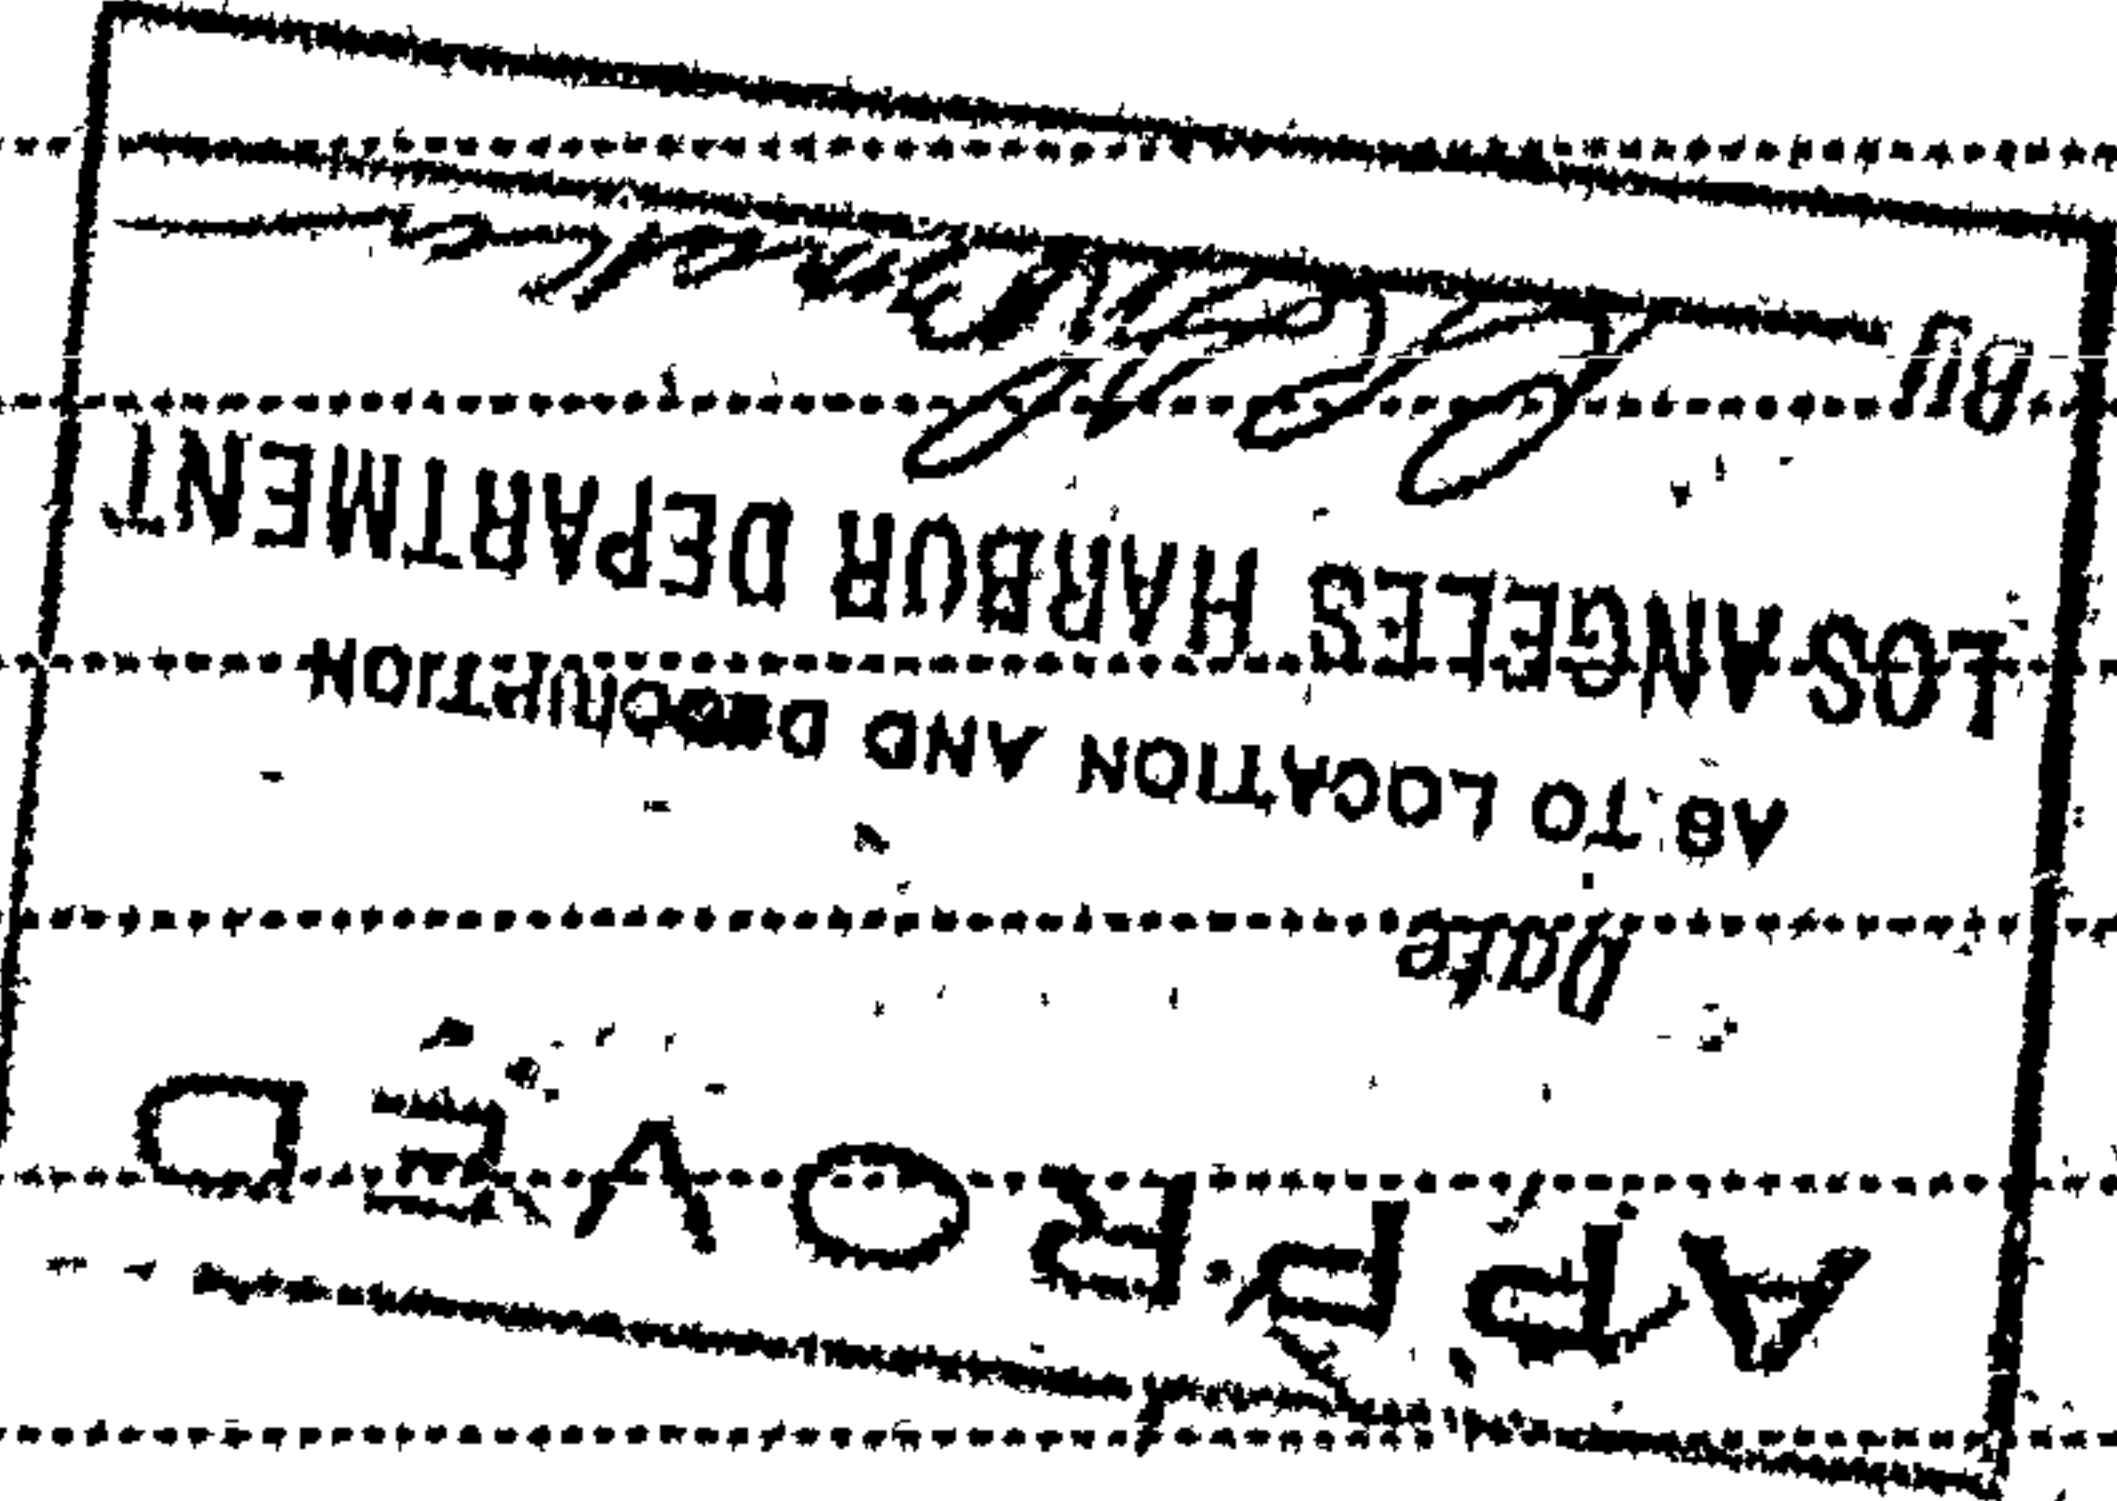 APPROVED
Date
AS TO LOCATION AND DESCRIPTION
LOS ANGELES HARBOR DEPARTMENT
By